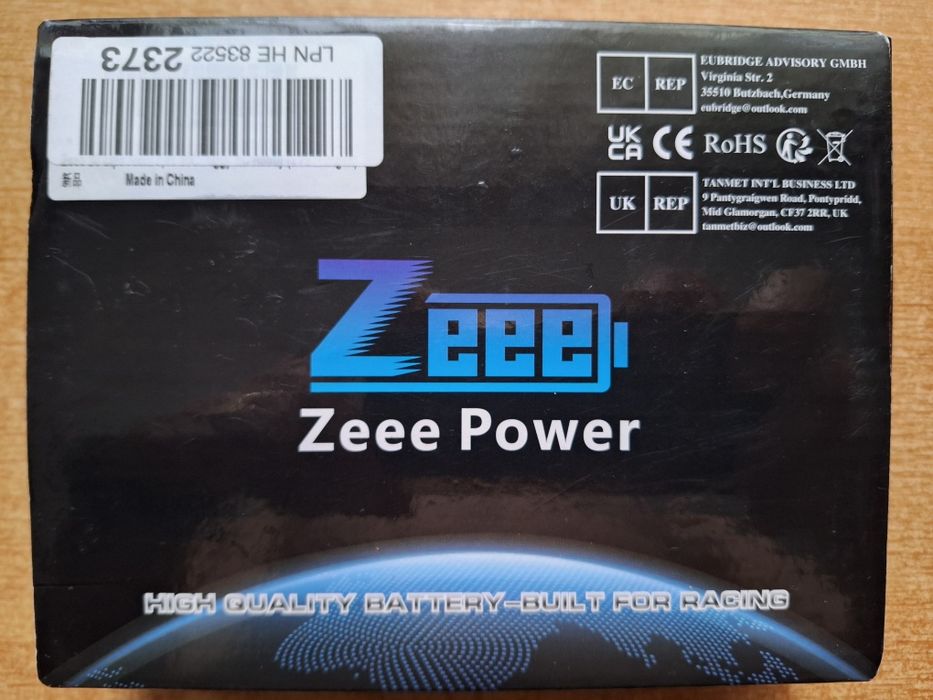 LPN HE 83522 2373
新品
Made in China
EC REP
EUBRIDGE ADVISORY GMBH
Virginia Str. 2
35510 Butzbach,Germany
eubridge@outlook.com
UK
CA
CE
RoHS
UK REP
TANMET INT'L BUSINESS LTD
9 Pantygraigwen Road, Pontypridd,
Mid Glamorgan, CF37 2RR, UK
tanmetbiz@outlook.com
Zeee
Zeee Power
HIGH QUALITY BATTERY-BUILT FOR RACING